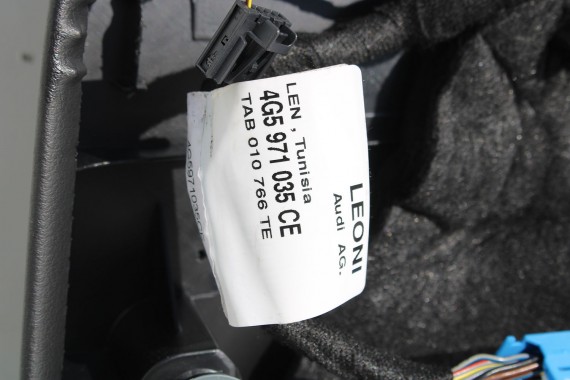 LEONI
Audi AG.
LEN , Tunisia
4G5 971 035 CE
TAB 010 766 TE